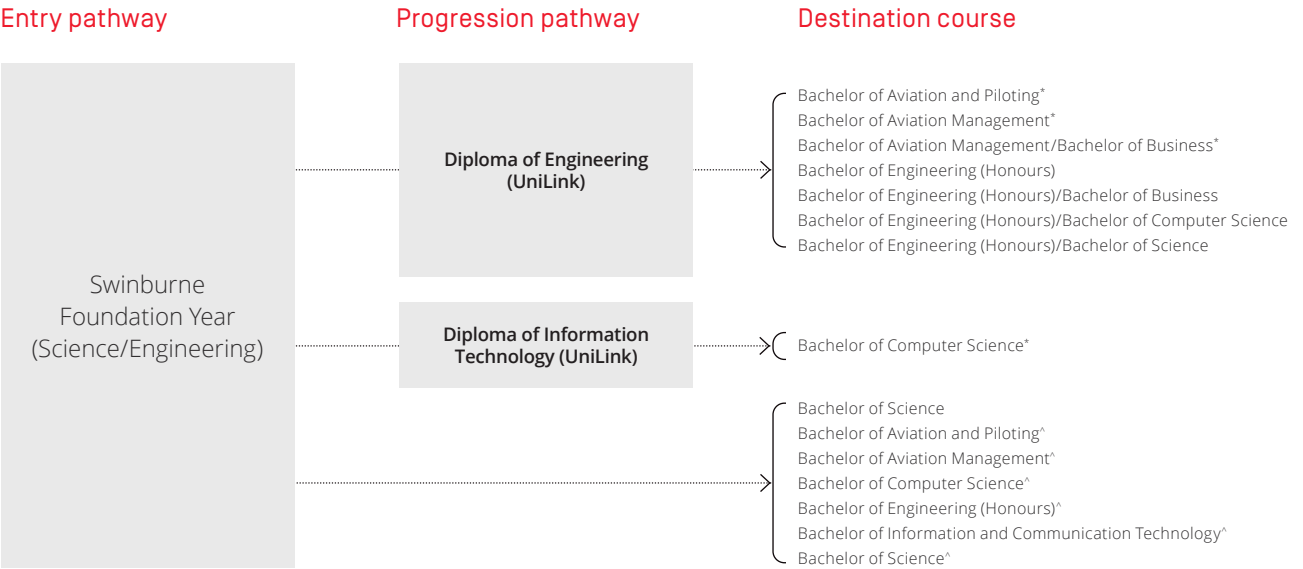 Entry pathway
Progression pathway
Destination course
Swinburne
Foundation Year
(Science/Engineering)
Diploma of Engineering
(UniLink)
Bachelor of Aviation and Piloting*
Bachelor of Aviation Management*
Bachelor of Aviation Management/Bachelor of Business*
Bachelor of Engineering (Honours)
Bachelor of Engineering (Honours)/Bachelor of Business
Bachelor of Engineering (Honours)/Bachelor of Computer Science
Bachelor of Engineering (Honours)/Bachelor of Science
Diploma of Information
Technology (UniLink)
Bachelor of Computer Science*
Bachelor of Science
Bachelor of Aviation and Piloting^
Bachelor of Aviation Management^
Bachelor of Computer Science^
Bachelor of Engineering (Honours)^
Bachelor of Information and Communication Technology^
Bachelor of Science^